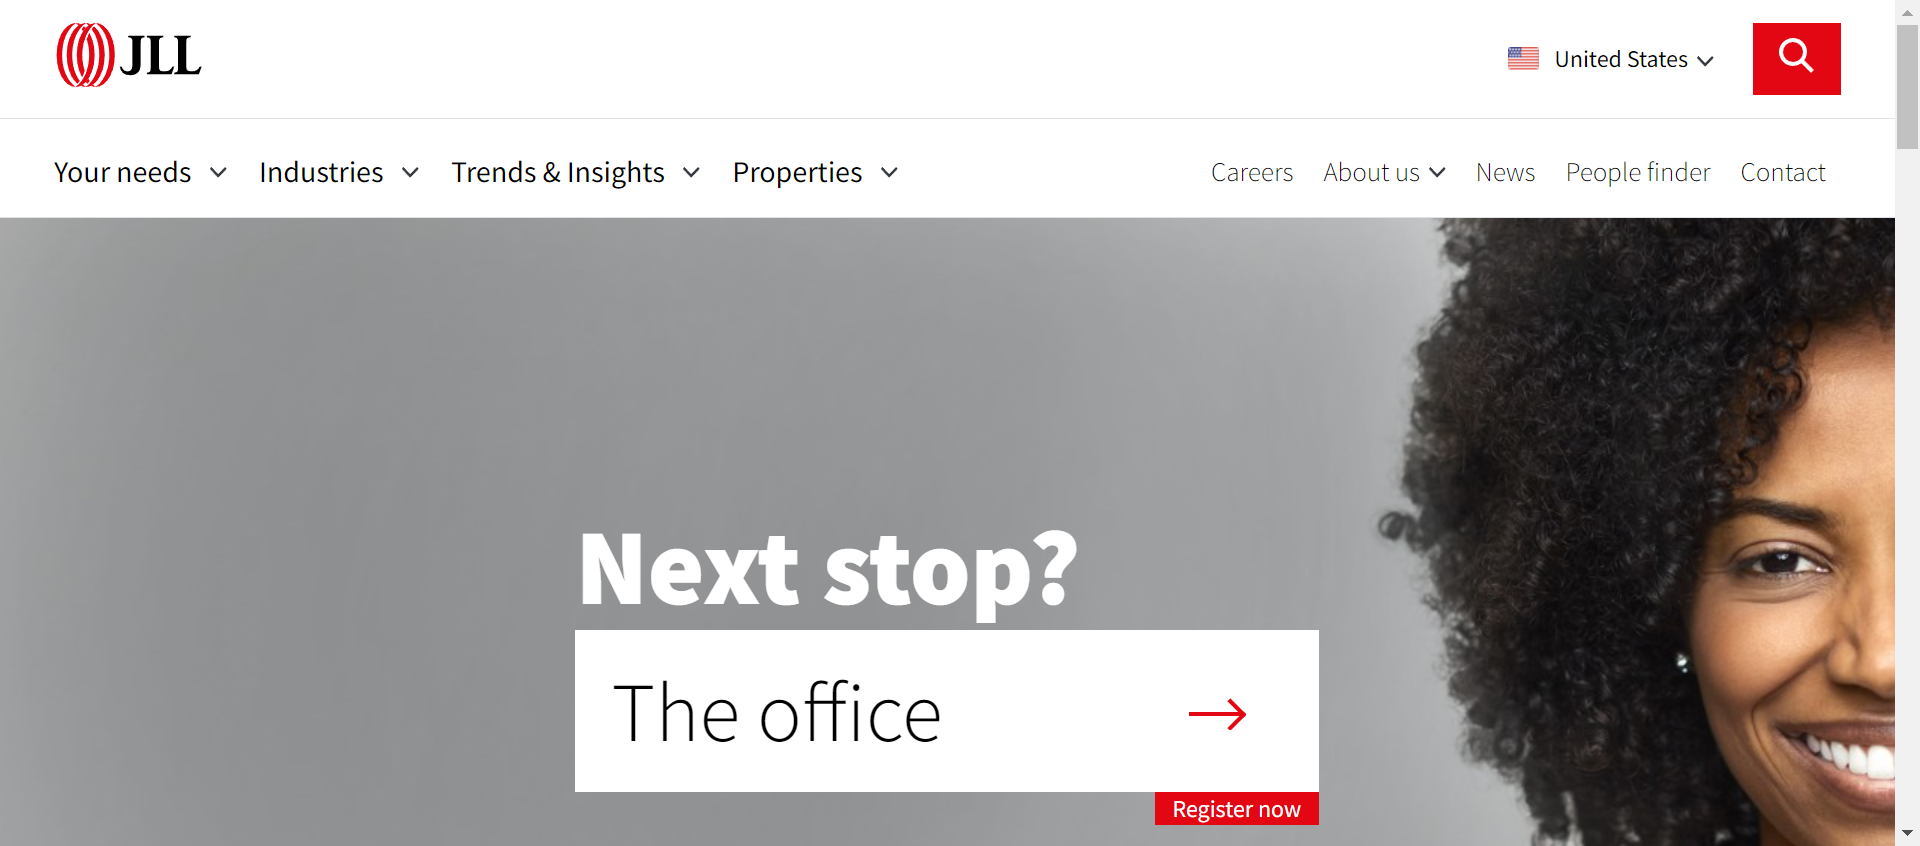 JLL
United States
Your needs
Industries
Trends & Insights
Properties
Careers
About us
News
People finder
Contact
Next stop?
The office
Register now